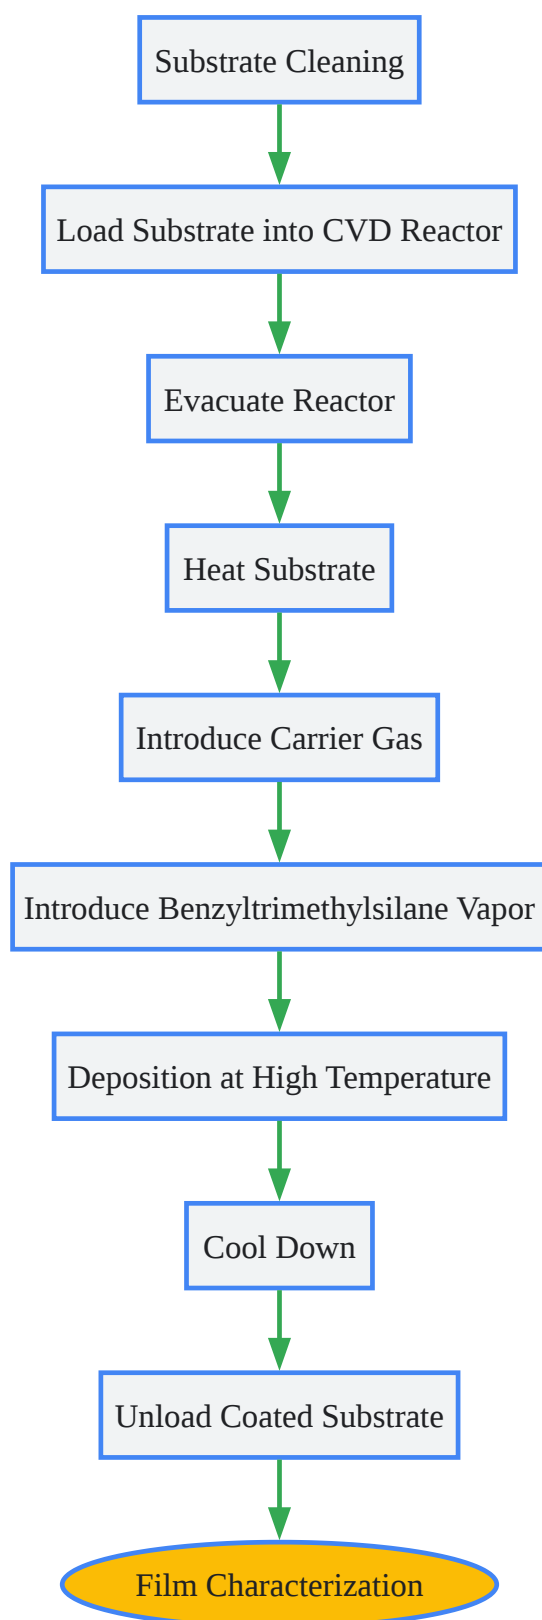 Substrate Cleaning
Load Substrate into CVD Reactor
Evacuate Reactor
Heat Substrate
Introduce Carrier Gas
Introduce Benzyltrimethylsilane Vapor
Deposition at High Temperature
Cool Down
Unload Coated Substrate
Film Characterization